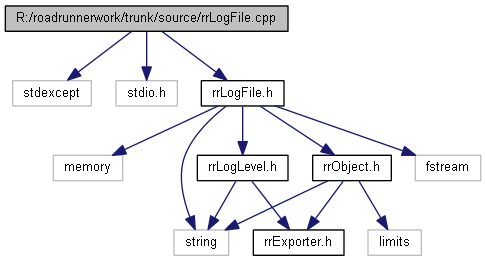 R:/roadrunnerwork/trunk/source/rrLogFile.cpp
stdexcept
stdio.h
rrLogFile.h
memory
rrLogLevel.h
rrObject.h
fstream
string
rrExporter.h
limits